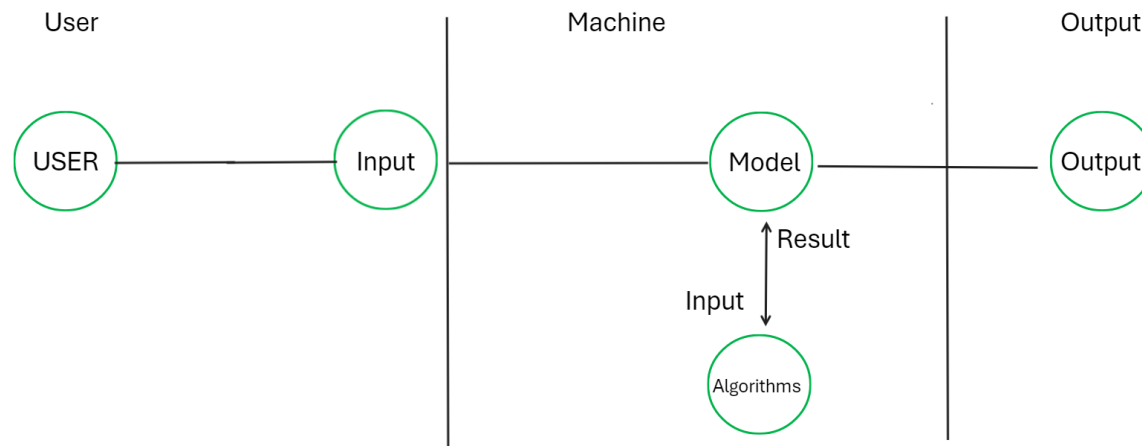 User
Machine
Output
USER
Input
Model
Output
Result
Input
Algorithms